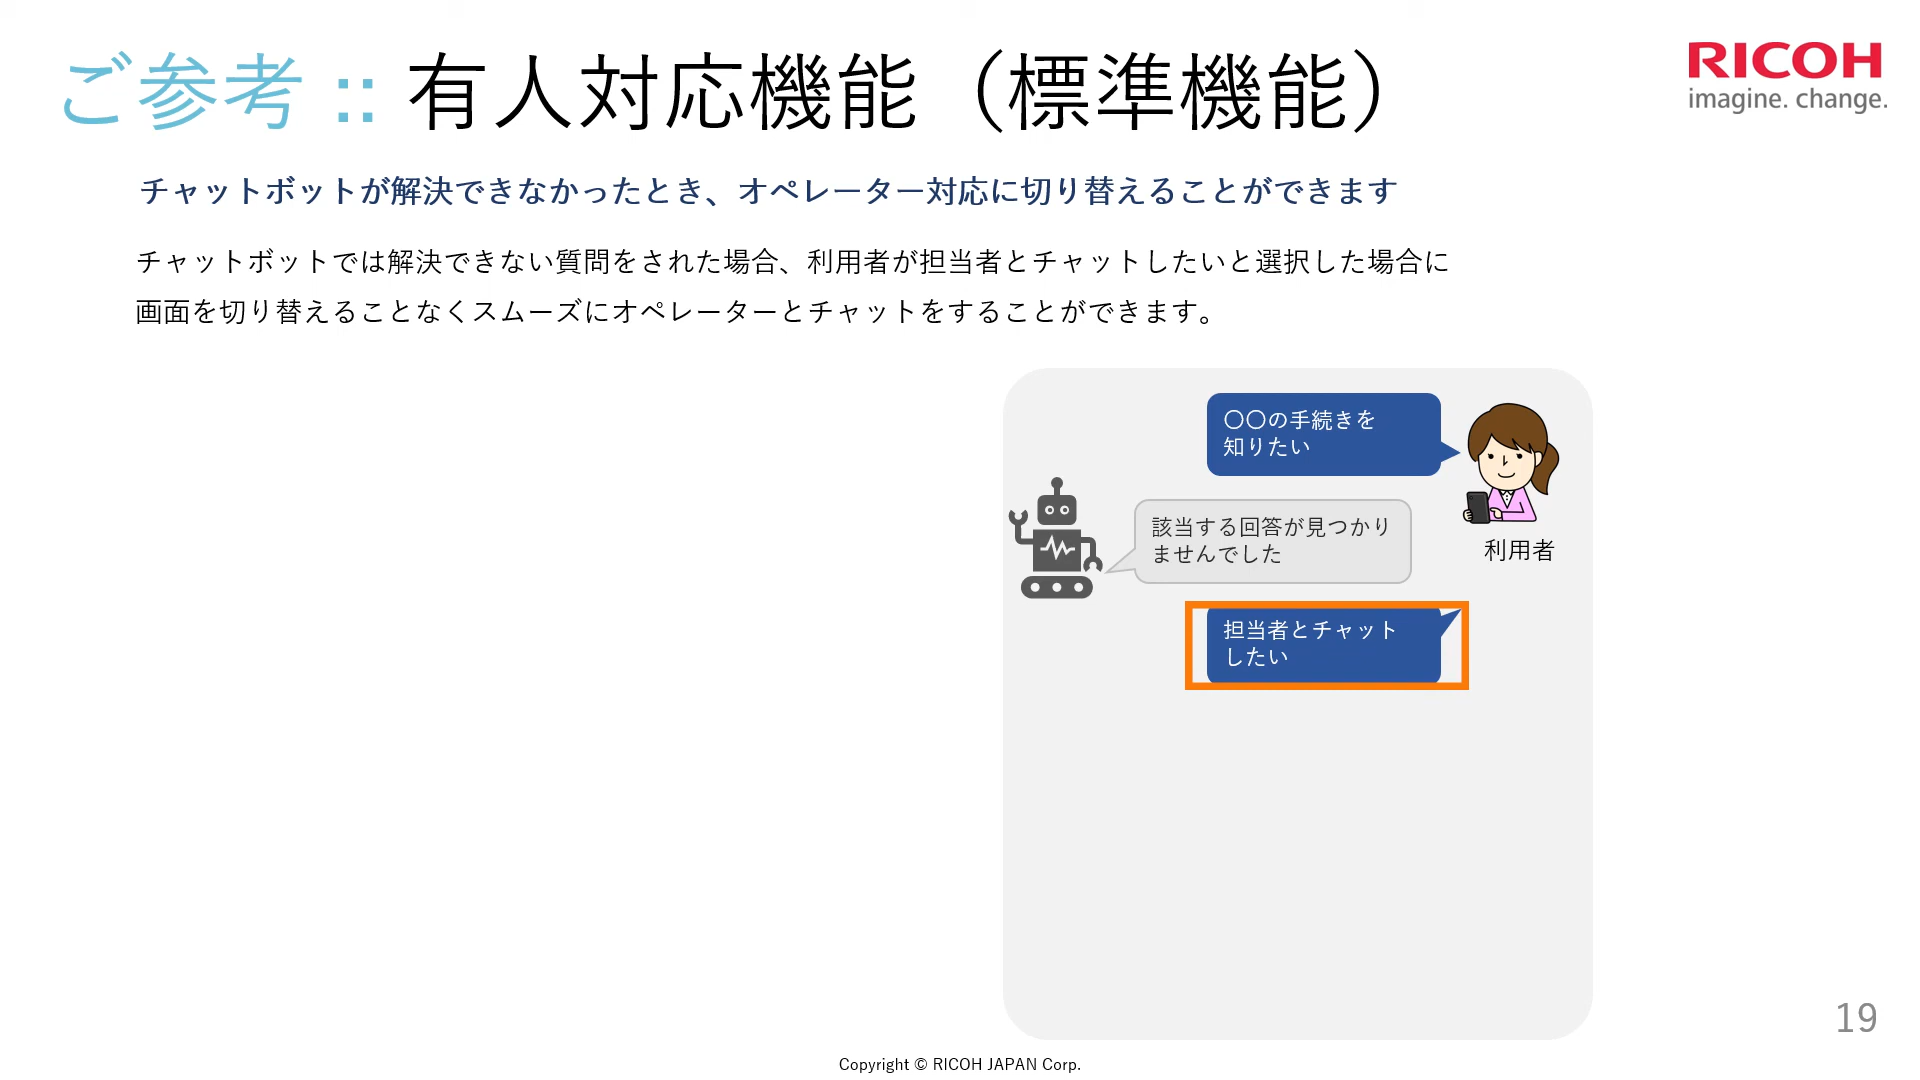 ご参考 :: 有人対応機能（標準機能）
RICOH
imagine. change.
チャットボットが解決できなかったとき、オペレーター対応に切り替えることができます
チャットボットでは解決できない質問をされた場合、利用者が担当者とチャットしたいと選択した場合に
画面を切り替えることなくスムーズにオペレーターとチャットをすることができます。
〇〇の手続きを
知りたい
利用者
該当する回答が見つかり
ませんでした
担当者とチャット
したい
19
Copyright © RICOH JAPAN Corp.